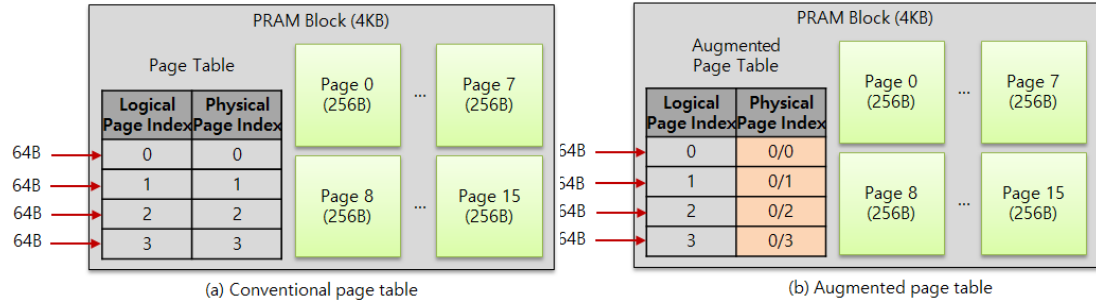 PRAM Block (4KB)
Page Table
Logical Page Index
Physical Page Index
64B 0 0
64B 1 1
64B 2 2
64B 3 3
Page 0 (256B)
...
Page 7 (256B)
Page 8 (256B)
...
Page 15 (256B)
(a) Conventional page table
PRAM Block (4KB)
Augmented
Page Table
Logical Page Index
Physical Page Index
64B 0 0/0
64B 1 0/1
64B 2 0/2
64B 3 0/3
Page 0 (256B)
...
Page 7 (256B)
Page 8 (256B)
...
Page 15 (256B)
(b) Augmented page table